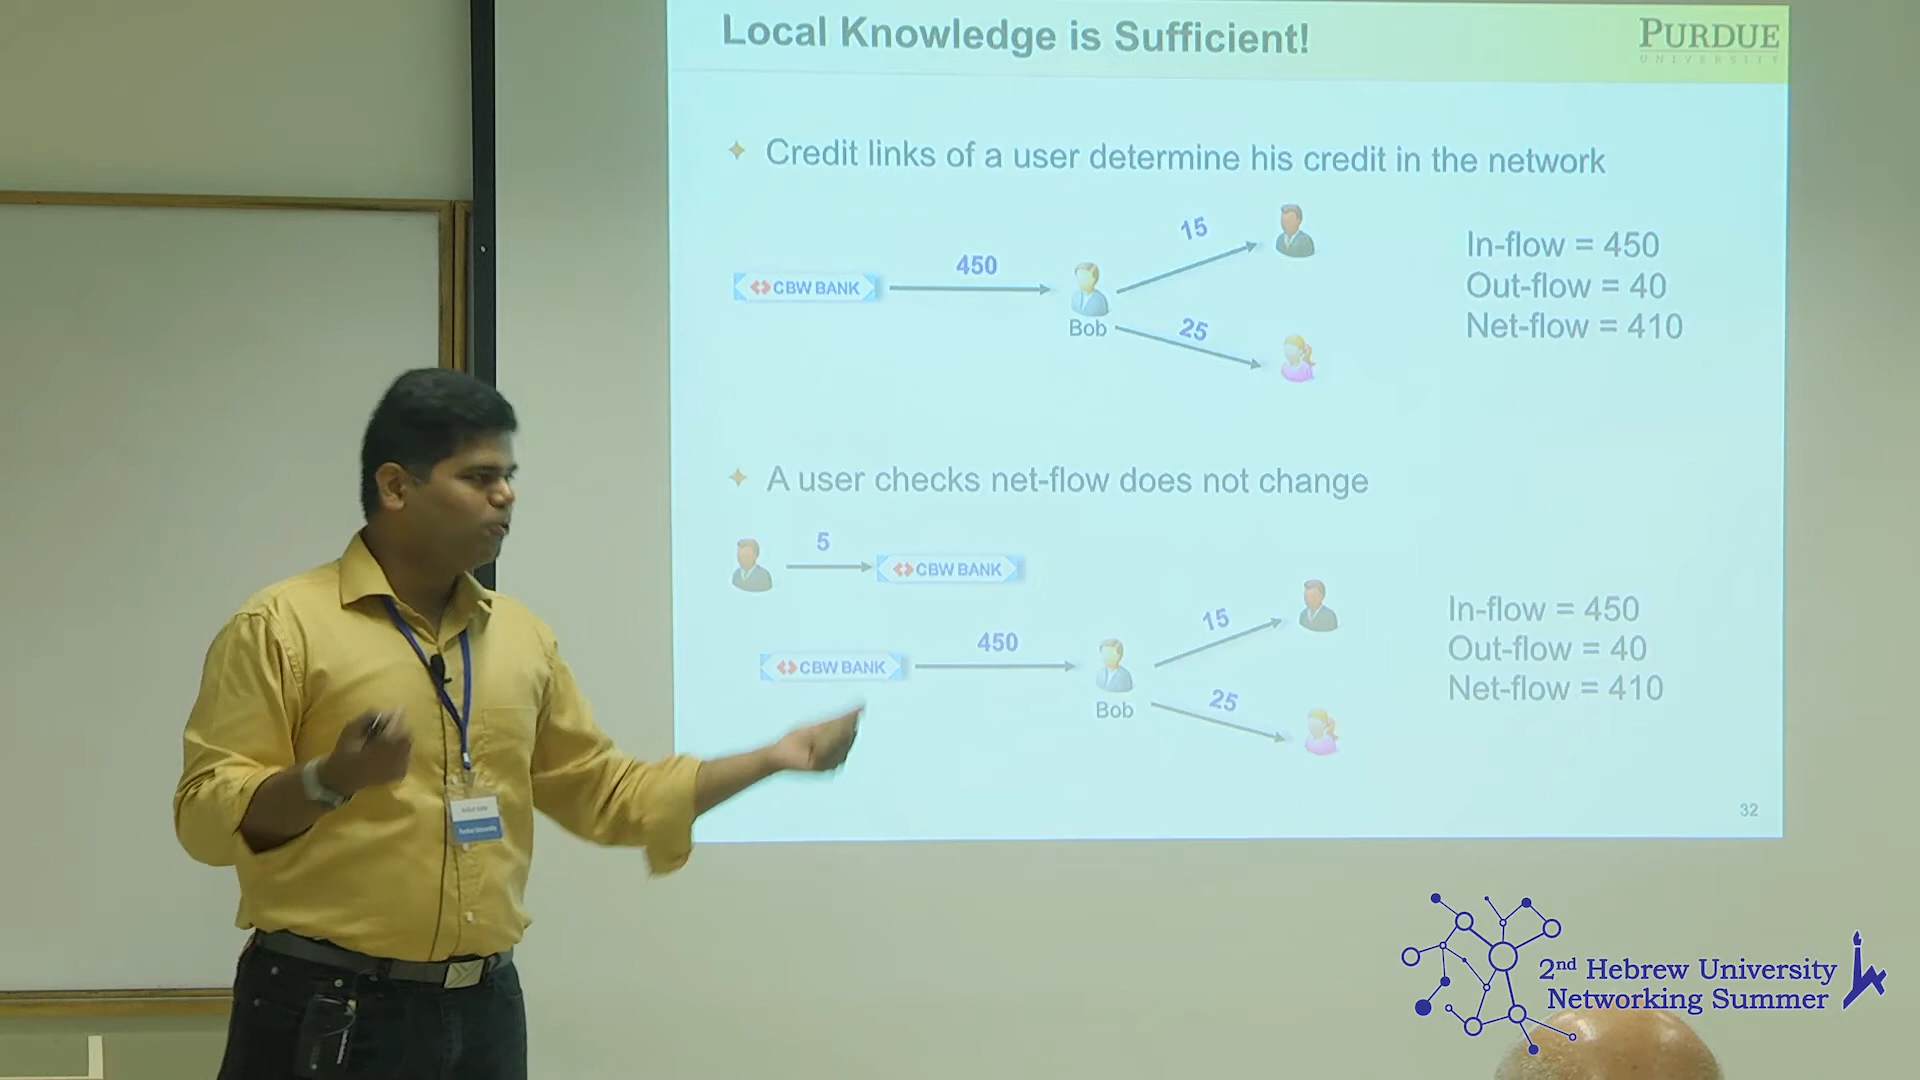 Local Knowledge is Sufficient!
PURDUE
UNIVERSITY
Credit links of a user determine his credit in the network
15
450
CBW BANK
Bob
25
In-flow = 450
Out-flow = 40
Net-flow = 410
A user checks net-flow does not change
5
CBW BANK
15
450
CBW BANK
Bob
25
In-flow = 450
Out-flow = 40
Net-flow = 410
32
Purdue University
2nd Hebrew University
Networking Summer